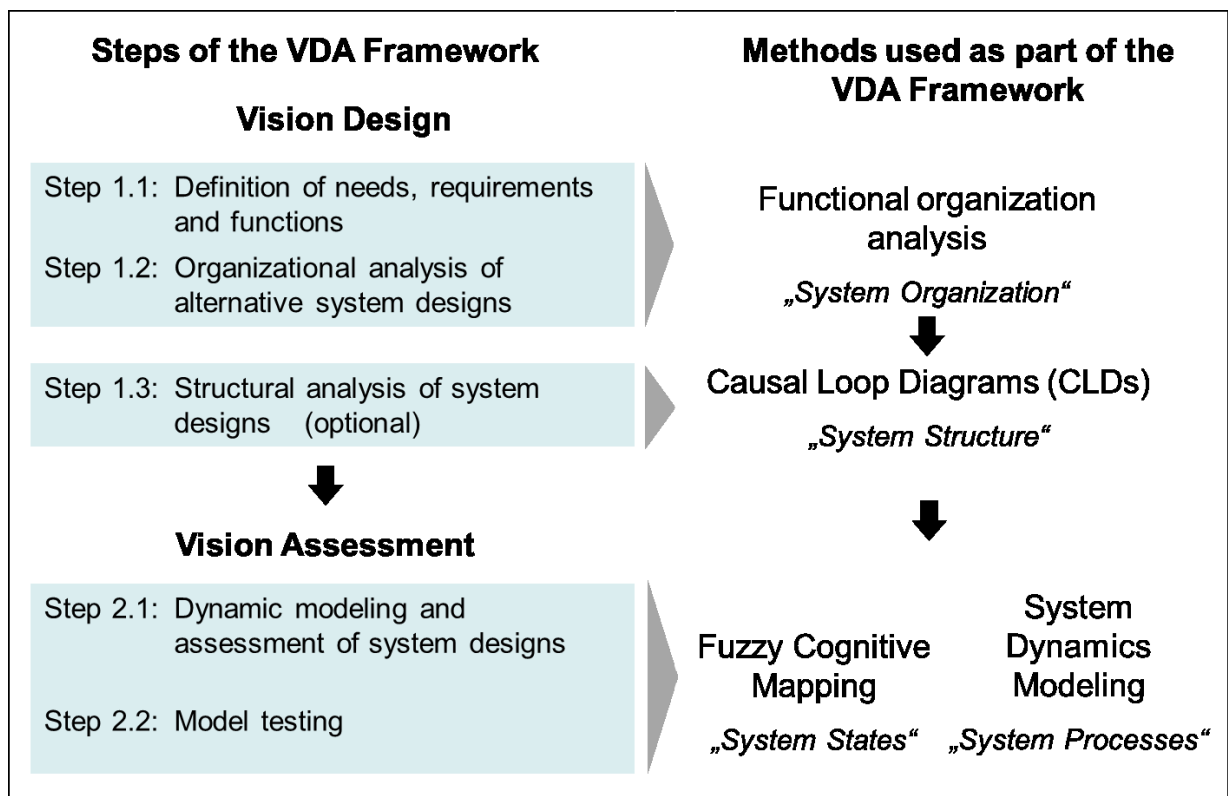 Steps of the VDA Framework
Vision Design
Step 1.1: Definition of needs, requirements
and functions
Step 1.2: Organizational analysis of
alternative system designs
Step 1.3: Structural analysis of system
designs (optional)
Vision Assessment
Step 2.1: Dynamic modeling and
assessment of system designs
Step 2.2: Model testing
Methods used as part of the
VDA Framework
Functional organization
analysis
„System Organization“
Causal Loop Diagrams (CLDs)
„System Structure“
Fuzzy Cognitive
Mapping
„System States“
System
Dynamics
Modeling
„System Processes“